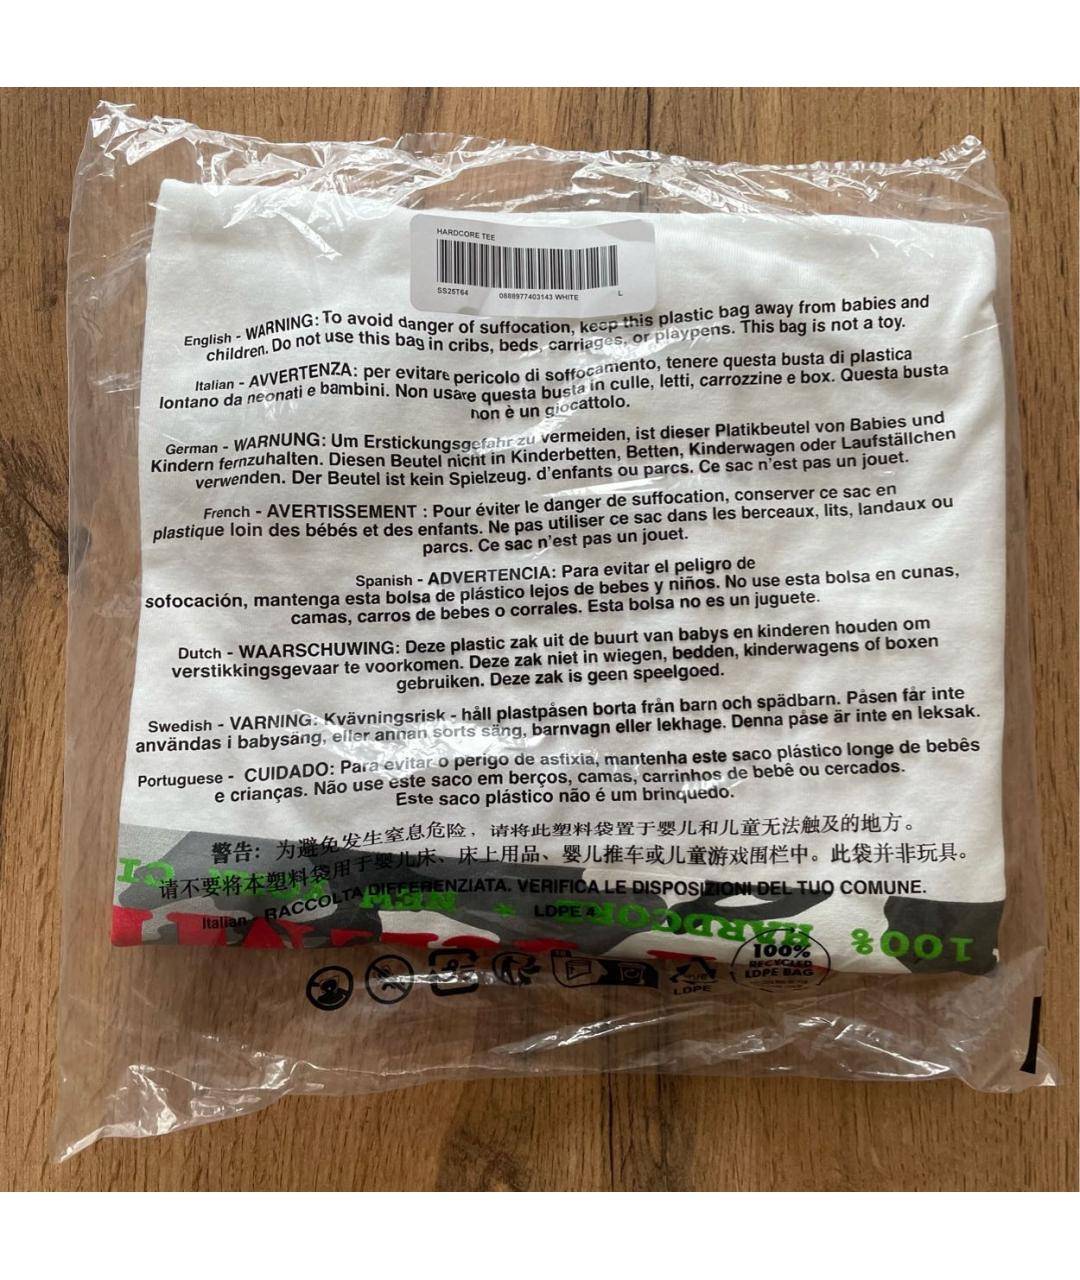 HARDCORE TEE
SS25T64 0888977403143 WHITE L
English - WARNING: To avoid danger of suffocation, keep this plastic bag away from babies and
children. Do not use this bag in cribs, beds, carriages, or playpens. This bag is not a toy.
Italian - AVVERTENZA: per evitare pericolo di soffocamento, tenere questa busta di plastica
lontano da neonati e bambini. Non usare questa busta in culle, letti, carrozzine e box. Questa busta
non è un giocattolo.
German - WARNUNG: Um Erstickungsgefahr zu vermeiden, ist dieser Platikbeutel von Babies und
Kindern fernzuhalten. Diesen Beutel nicht in Kinderbetten, Betten, Kinderwagen oder Laufställchen
verwenden. Der Beutel ist kein Spielzeug. d'enfants ou parcs. Ce sac n'est pas un jouet.
French - AVERTISSEMENT : Pour éviter le danger de suffocation, conserver ce sac en
plastique loin des bébés et des enfants. Ne pas utiliser ce sac dans les berceaux, lits, landaux ou
parcs. Ce sac n'est pas un jouet.
Spanish - ADVERTENCIA: Para evitar el peligro de
sofocación, mantenga esta bolsa de plástico lejos de bebes y niños. No use esta bolsa en cunas,
camas, carros de bebes o corrales. Esta bolsa no es un juguete.
Dutch - WAARSCHUWING: Deze plastic zak uit de buurt van babys en kinderen houden om
verstikkingsgevaar te voorkomen. Deze zak niet in wiegen, bedden, kinderwagens of boxen
gebruiken. Deze zak is geen speelgoed.
Swedish - VARNING: Kvävningsrisk - håll plastpåsen borta från barn och spädbarn. Påsen får inte
användas i babysäng, eller annan sorts säng, barnvagn eller lekhage. Denna påse är inte en leksak.
Portuguese - CUIDADO: Para evitar o perigo de asfixia, mantenha este saco plástico longe de bebês
e crianças. Não use este saco em berços, camas, carrinhos de bebê ou cercados.
Este saco plástico não é um brinquedo.
警告：为避免发生窒息危险，请将此塑料袋置于婴儿和儿童无法触及的地方。
请不要将本塑料袋用于婴儿床、床上用品、婴儿推车或儿童游戏围栏中。此袋并非玩具。
Italian - RACCOLTA DIFFERENZIATA. VERIFICA LE DISPOSIZIONI DEL TUO COMUNE.
LDPE 4
100% HARDCORE * NEW YORK CI
100%
RECYCLED
LDPE BAG
LDPE